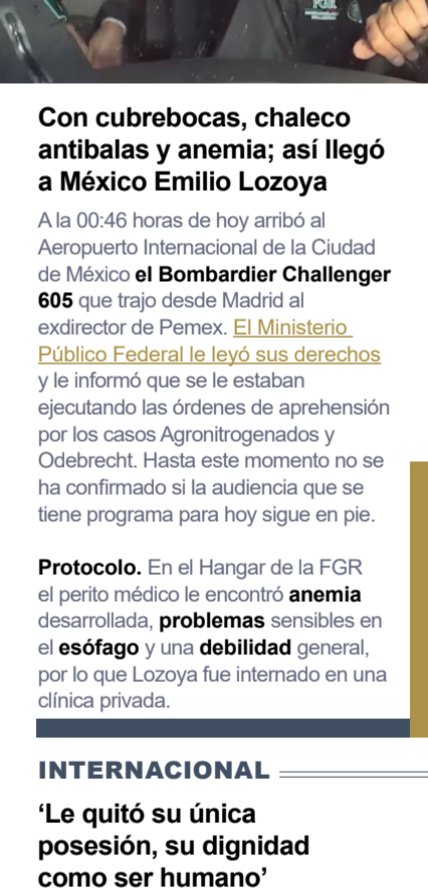 FGR
Con cubrebocas, chaleco
antibalas y anemia; así llegó
a México Emilio Lozoya
A la 00:46 horas de hoy arribó al
Aeropuerto Internacional de la Ciudad
de México el Bombardier Challenger
605 que trajo desde Madrid al
exdirector de Pemex. El Ministerio
Público Federal le leyó sus derechos
y le informó que se le estaban
ejecutando las órdenes de aprehensión
por los casos Agronitrogenados y
Odebrecht. Hasta este momento no se
ha confirmado si la audiencia que se
tiene programa para hoy sigue en pie.
Protocolo. En el Hangar de la FGR
el perito médico le encontró anemia
desarrollada, problemas sensibles en
el esófago y una debilidad general,
por lo que Lozoya fue internado en una
clínica privada.
INTERNACIONAL
‘Le quitó su única
posesión, su dignidad
como ser humano’